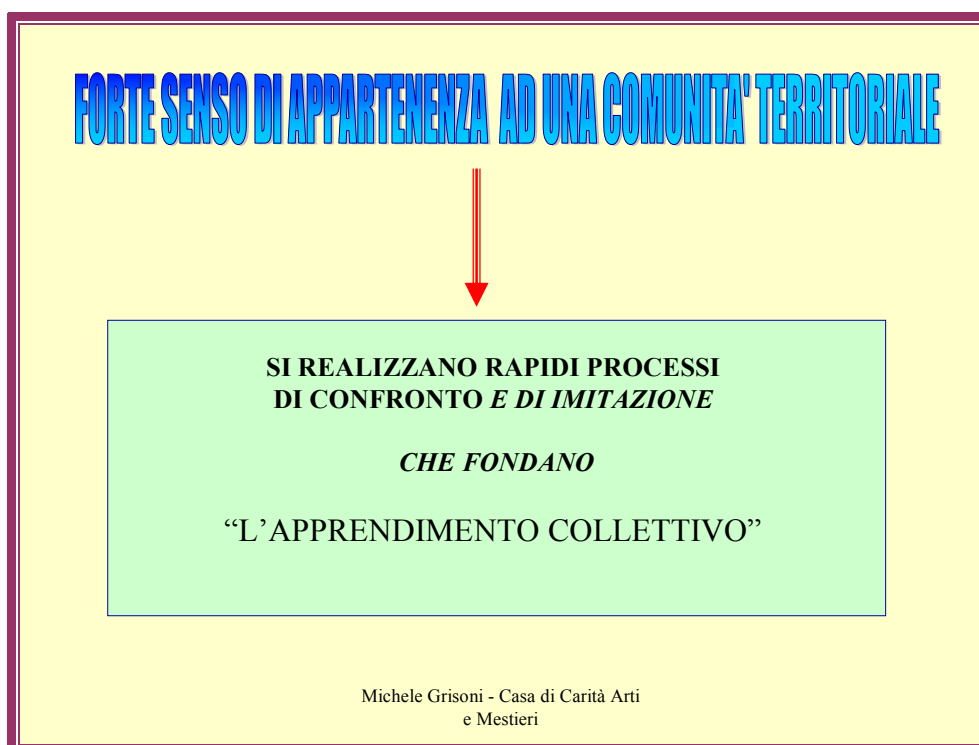 FORTE SENSO DI APPARTENENZA AD UNA COMUNITA' TERRITORIALE
SI REALIZZANO RAPIDI PROCESSI
DI CONFRONTO E DI IMITAZIONE
CHE FONDANO
“L’APPRENDIMENTO COLLETTIVO”
Michele Grisoni - Casa di Carità Arti
e Mestieri